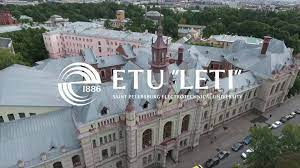 ETU "LETI"
1886
SAINT PETERSBURG ELECTROTECHNICAL UNIVERSITY